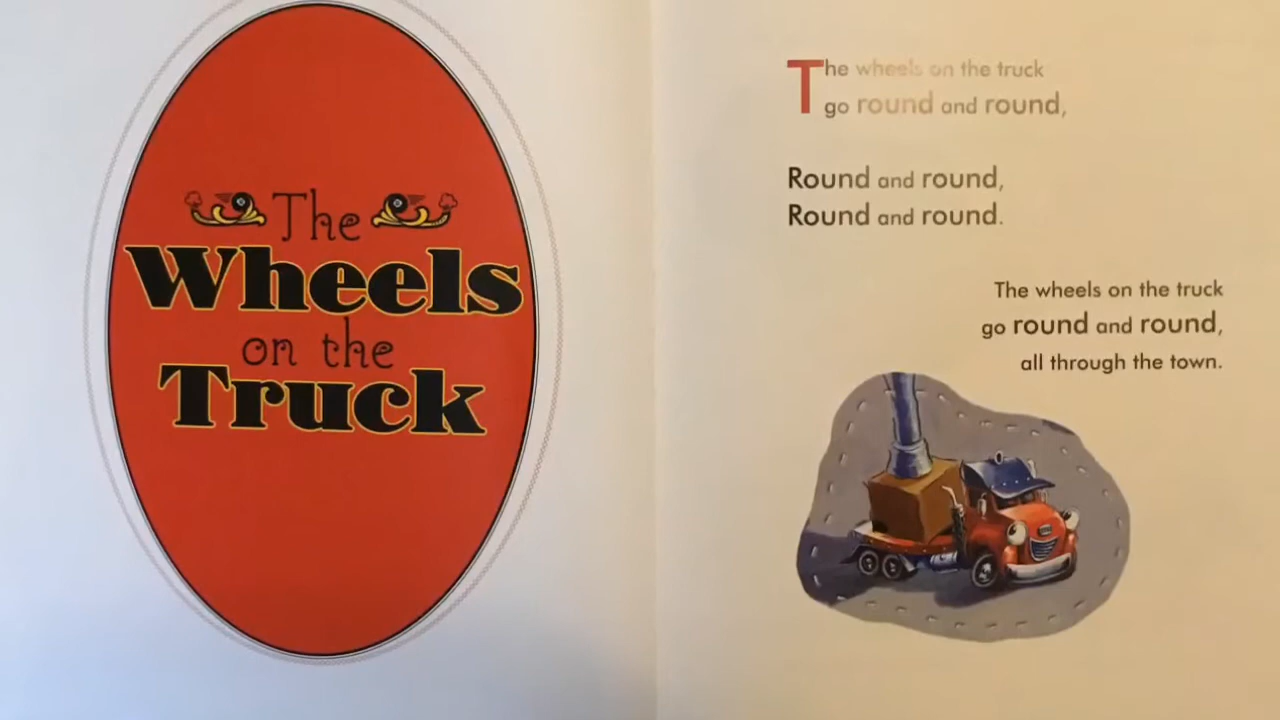 The
Wheels
on the
Truck
The wheels on the truck
go round and round,
Round and round,
Round and round.
The wheels on the truck
go round and round,
all through the town.